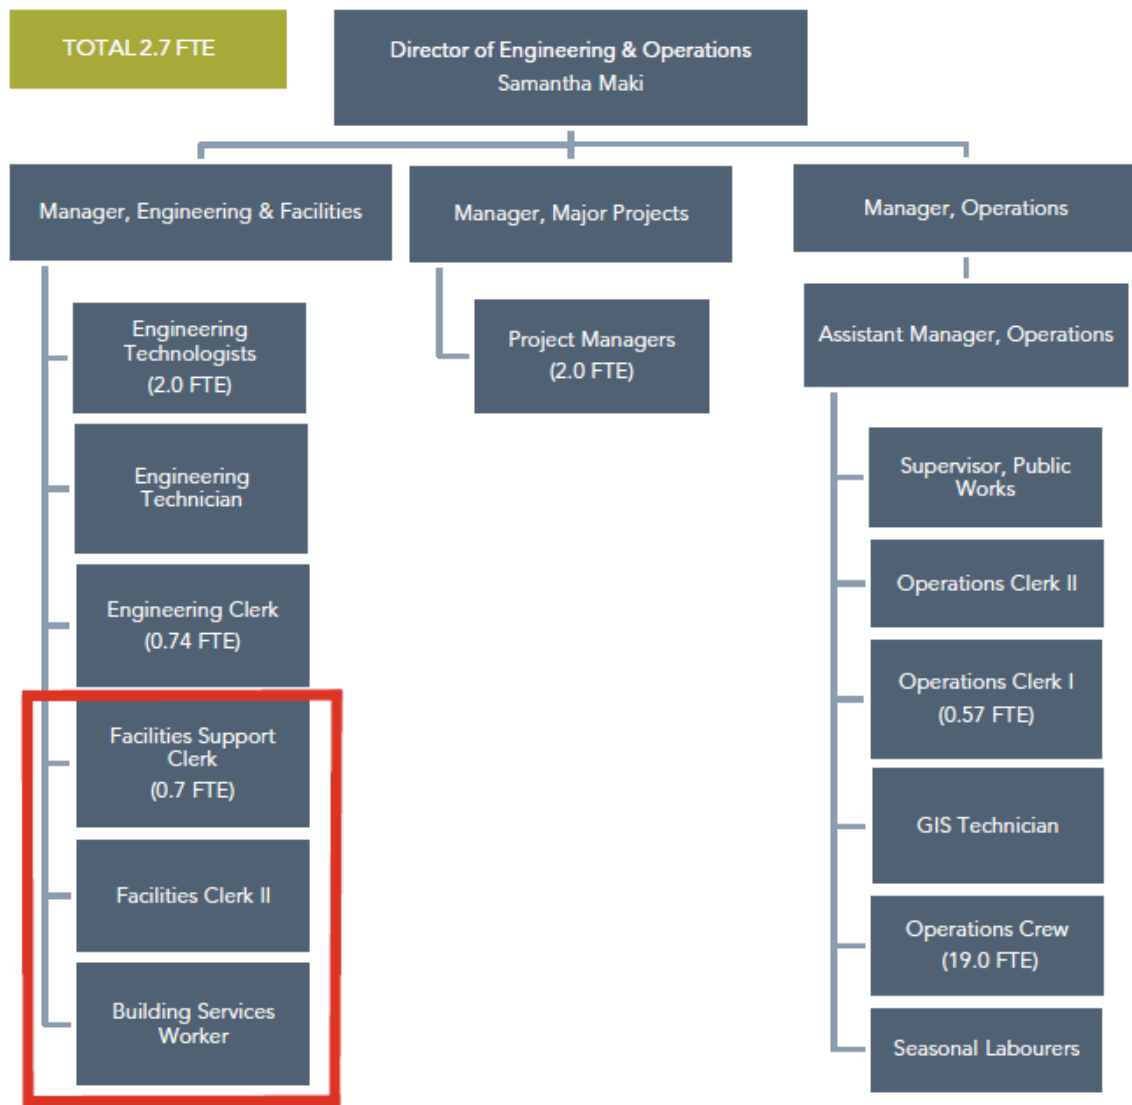 TOTAL 2.7 FTE
Director of Engineering & Operations
Samantha Maki
Manager, Engineering & Facilities
Manager, Major Projects
Manager, Operations
Engineering
Technologists
(2.0 FTE)
Engineering
Technician
Engineering Clerk
(0.74 FTE)
Facilities Support
Clerk
(0.7 FTE)
Facilities Clerk II
Building Services
Worker
Project Managers
(2.0 FTE)
Assistant Manager, Operations
Supervisor, Public
Works
Operations Clerk II
Operations Clerk I
(0.57 FTE)
GIS Technician
Operations Crew
(19.0 FTE)
Seasonal Labourers